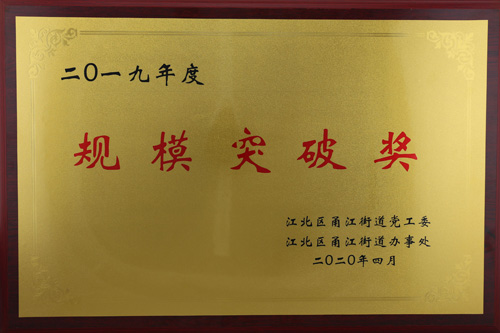 二〇一九年度
规模突破奖
江北区甬江街道党工委
江北区甬江街道办事处
二〇二〇年四月